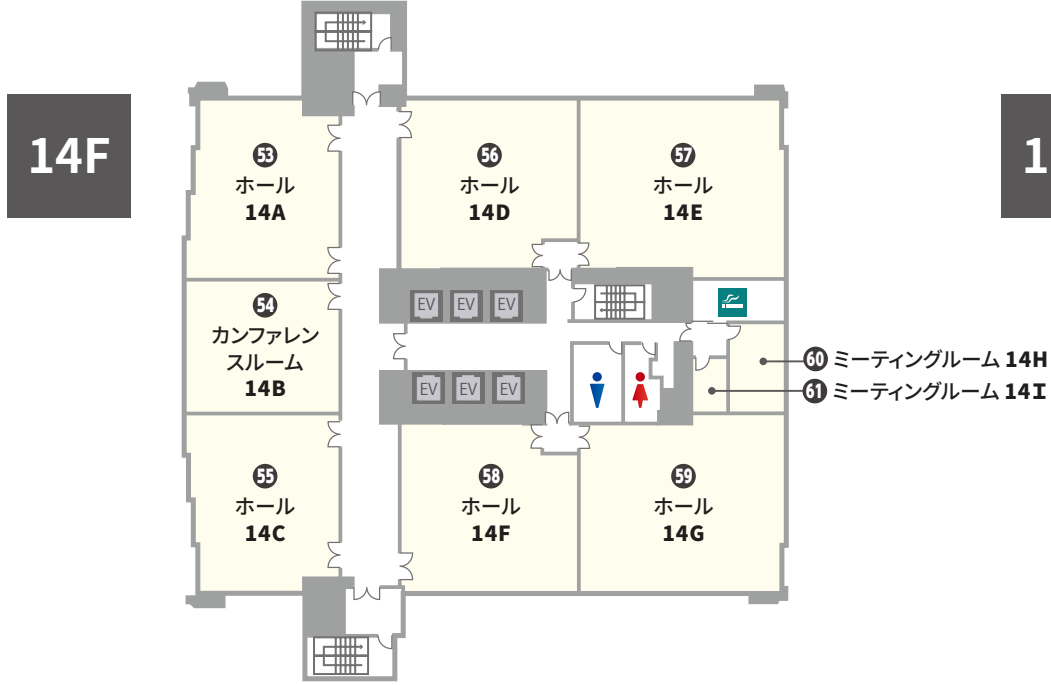 14F
1
53
ホール
14A
56
ホール
14D
57
ホール
14E
54
カンファレン
スルーム
14B
EV EV EV
EV EV EV
60 ミーティングルーム 14H
61 ミーティングルーム 14I
55
ホール
14C
58
ホール
14F
59
ホール
14G